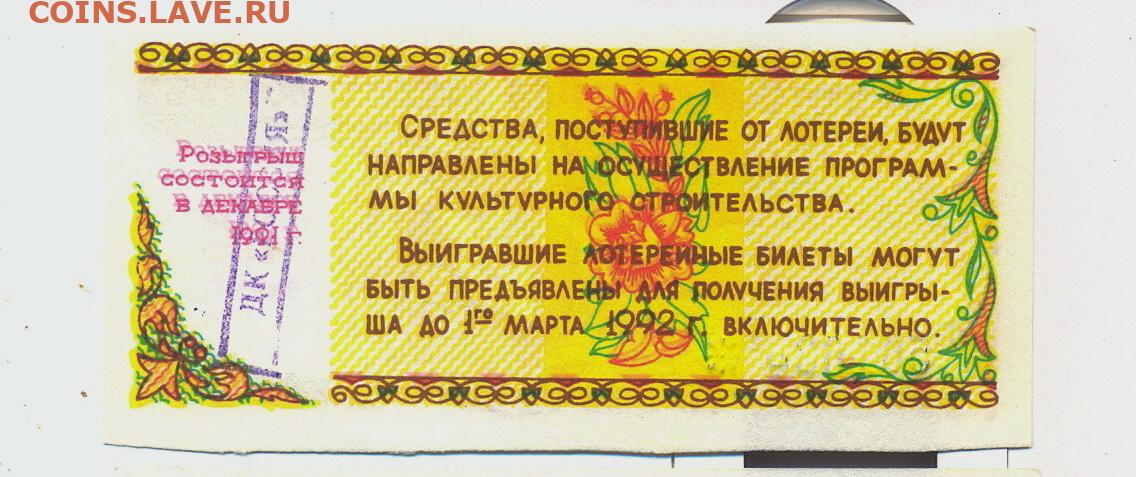 COINS.LAVE.RU
Розыгрыш
состоится
в декабре
1991 г.
ДК «
Средства, поступившие от лотереи, будут
направлены на осуществление програм-
мы культурного строительства.
Выигравшие лотерейные билеты могут
быть предъявлены для получения выигры-
ша до 1го марта 1992 г. включительно.